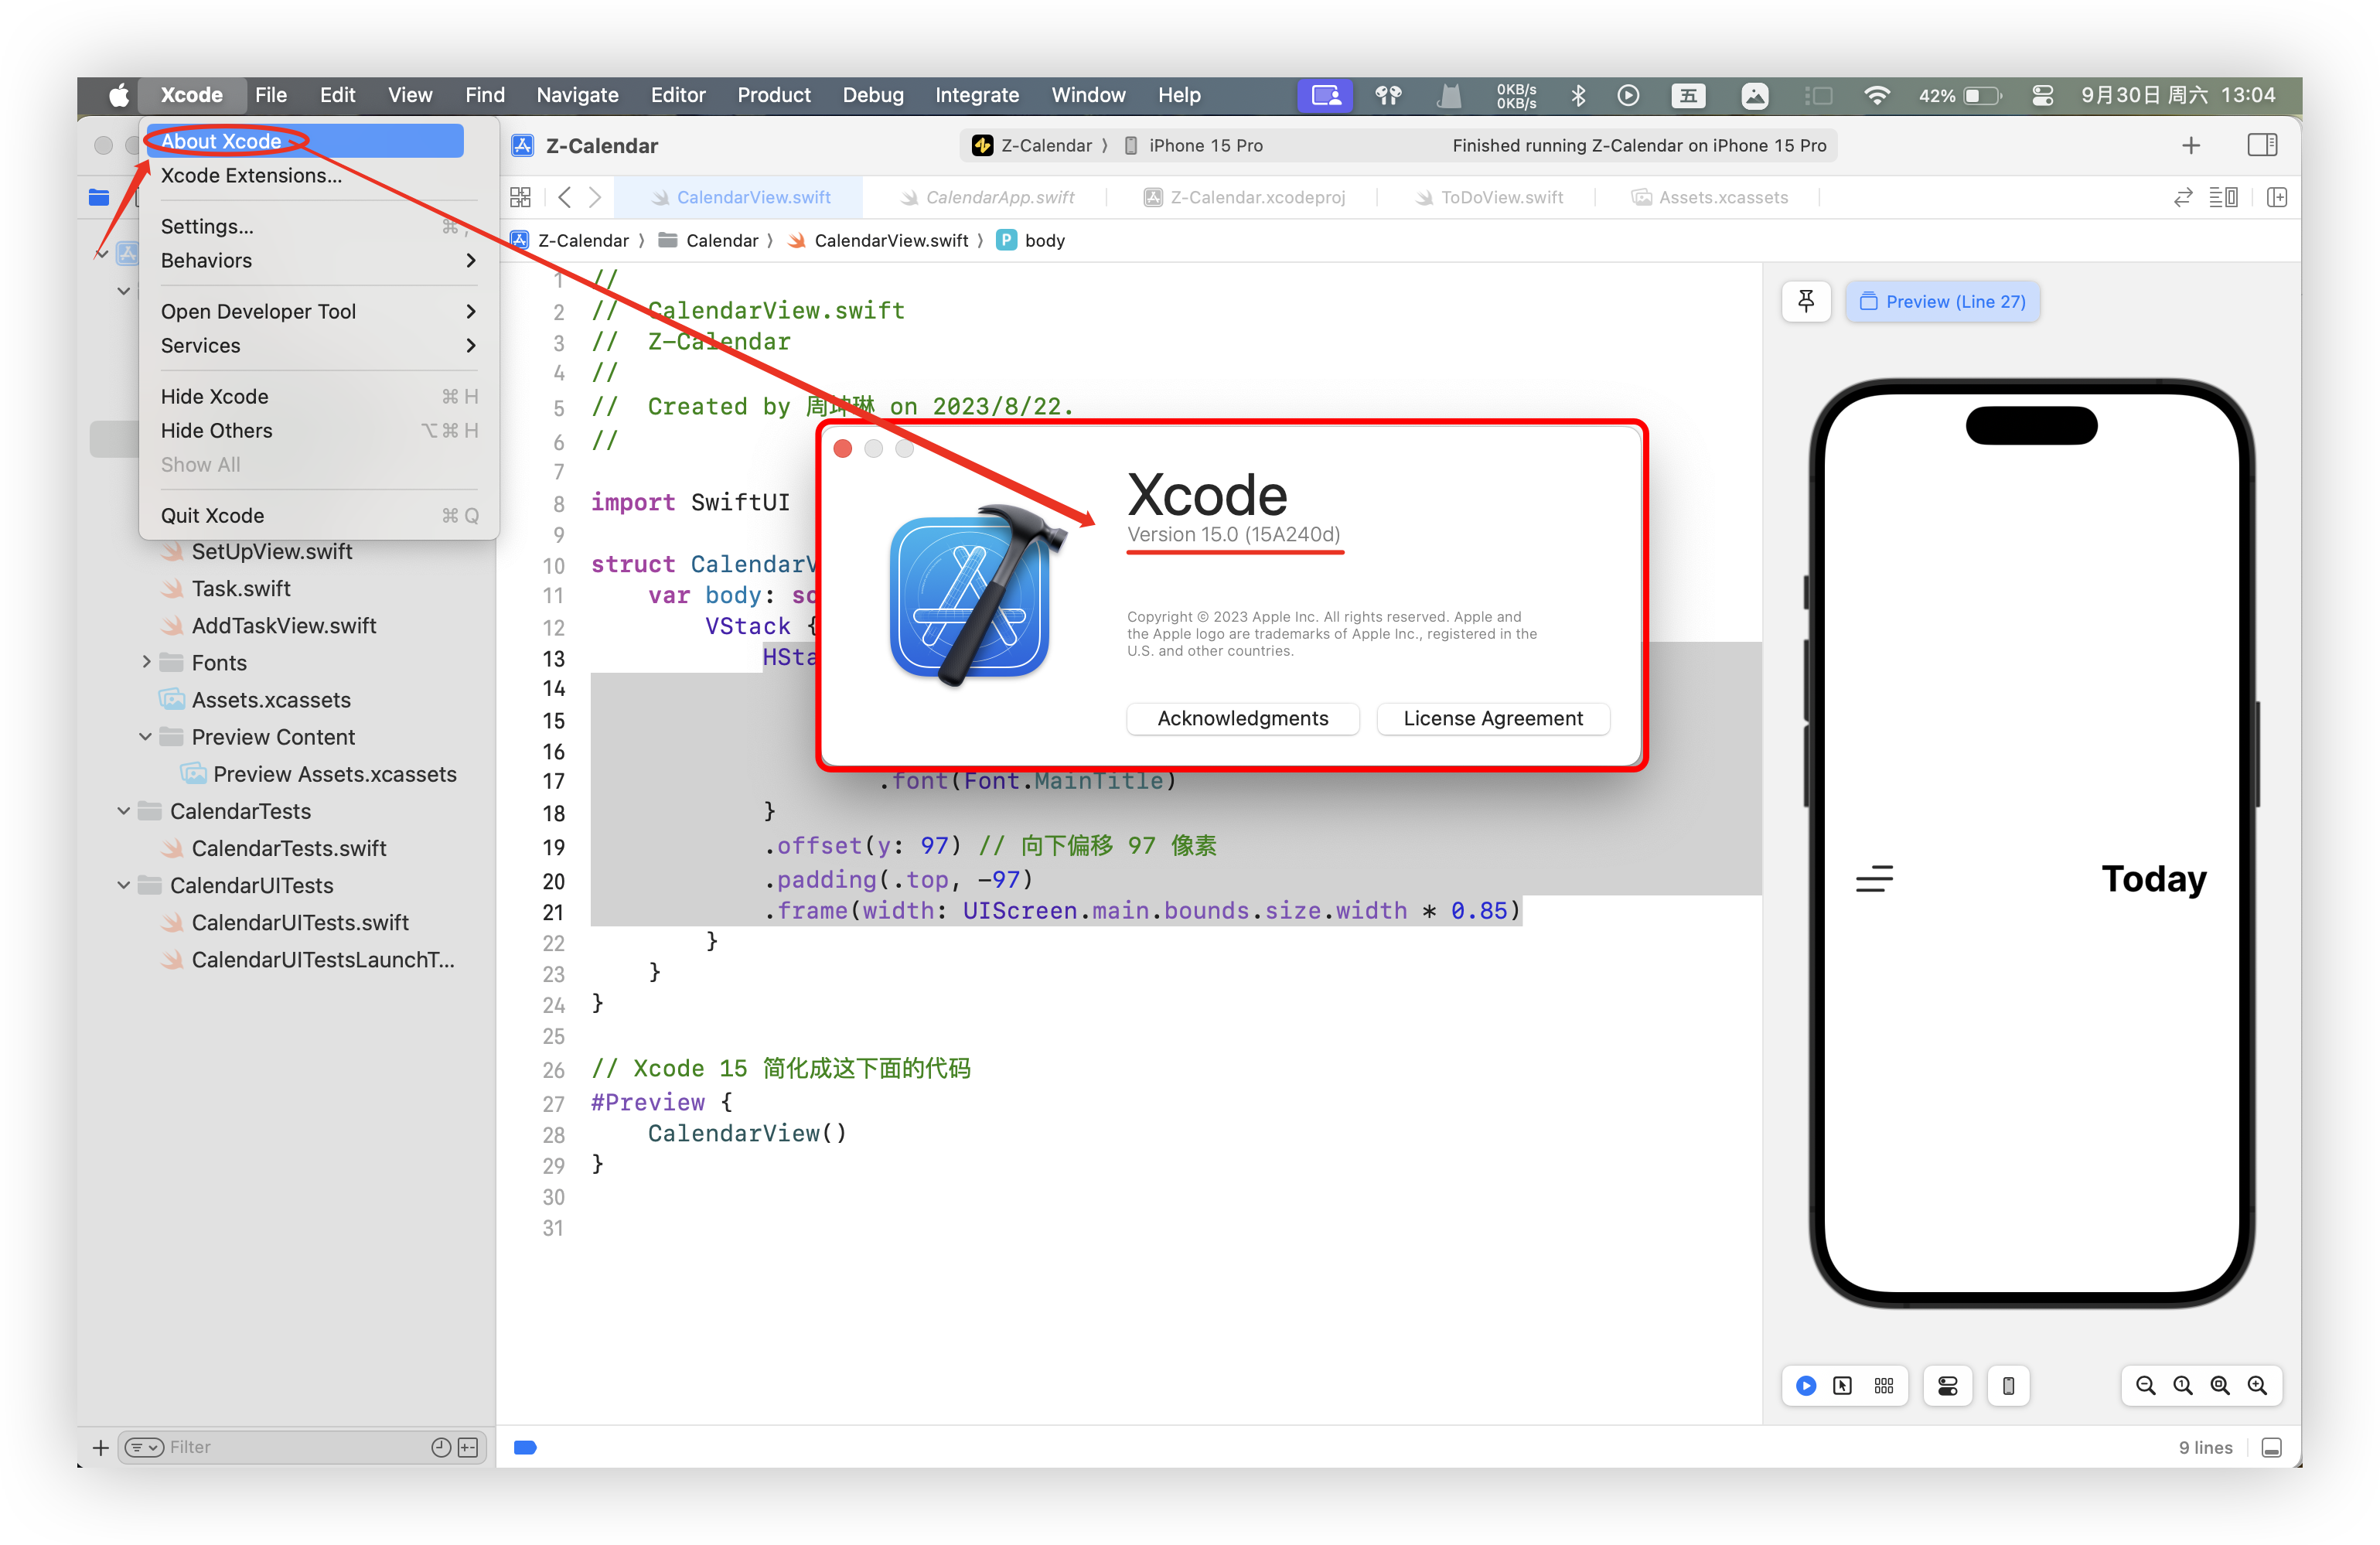 Xcode File Edit View Find Navigate Editor Product Debug Integrate Window Help 0KB/s 0KB/s 五 42% 9月30日 周六 13:04
About Xcode
Xcode Extensions...
Settings... ⌘ ,
Behaviors
Open Developer Tool
Services
Hide Xcode ⌘ H
Hide Others ⌥ ⌘ H
Show All
Quit Xcode ⌘ Q
SetUpView.swift
Task.swift
AddTaskView.swift
Fonts
Assets.xcassets
Preview Content
Preview Assets.xcassets
CalendarTests
CalendarTests.swift
CalendarUITests
CalendarUITests.swift
CalendarUITestsLaunchT...
Filter
Z-Calendar
Z-Calendar ⟩ iPhone 15 Pro
Finished running Z-Calendar on iPhone 15 Pro
CalendarView.swift CalendarApp.swift Z-Calendar.xcodeproj ToDoView.swift Assets.xcassets
Z-Calendar ⟩ Calendar ⟩ CalendarView.swift ⟩ P body
1 //
2 // CalendarView.swift
3 // Z-Calendar
4 //
5 // Created by 周坤琳 on 2023/8/22.
6 //
7
8 import SwiftUI
9
10 struct CalendarV
11 var body: so
12 VStack {
13 HSta
14
15
16
17 .font(Font.MainTitle)
18 }
19 .offset(y: 97) // 向下偏移 97 像素
20 .padding(.top, -97)
21 .frame(width: UIScreen.main.bounds.size.width * 0.85)
22 }
23 }
24 }
25
26 // Xcode 15 简化成这下面的代码
27 #Preview {
28 CalendarView()
29 }
30
31
Xcode
Version 15.0 (15A240d)
Copyright © 2023 Apple Inc. All rights reserved. Apple and
the Apple logo are trademarks of Apple Inc., registered in the
U.S. and other countries.
Acknowledgments License Agreement
Preview (Line 27)
Today
9 lines